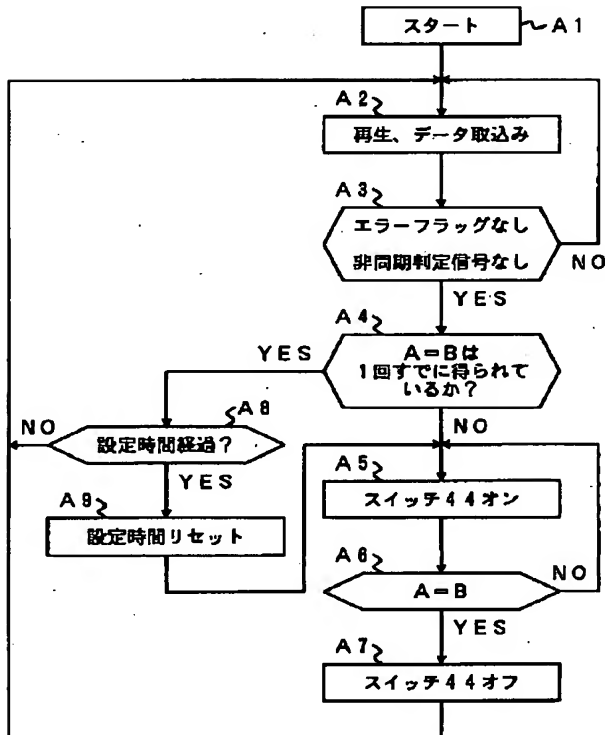 スタート
A1
A2
再生、データ取込み
A3
エラーフラッグなし
非同期判定信号なし
NO
YES
A4
A=Bは
1回すでに得られて
いるか?
YES
NO
A8
設定時間経過?
NO
YES
A9
設定時間リセット
A5
スイッチ44オン
A6
A=B
NO
YES
A7
スイッチ44オフ